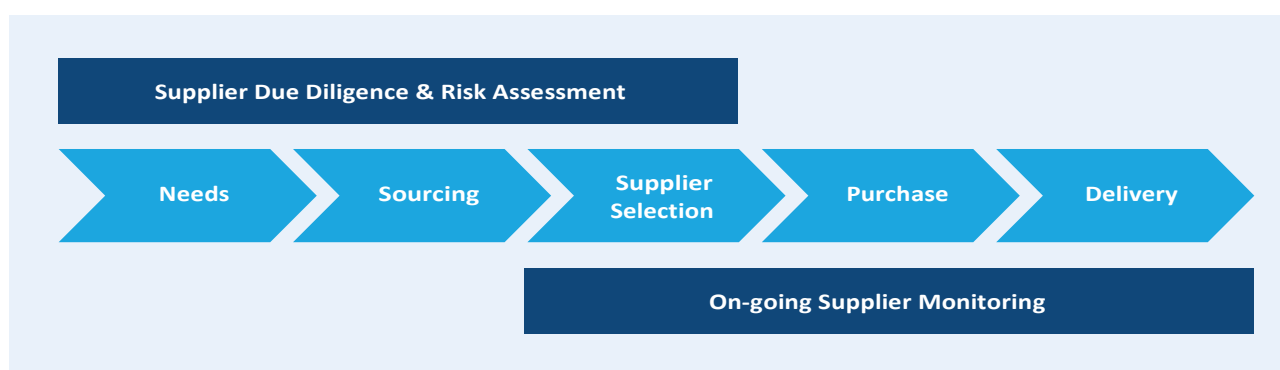 Supplier Due Diligence & Risk Assessment
Needs
Sourcing
Supplier
Selection
Purchase
Delivery
On-going Supplier Monitoring